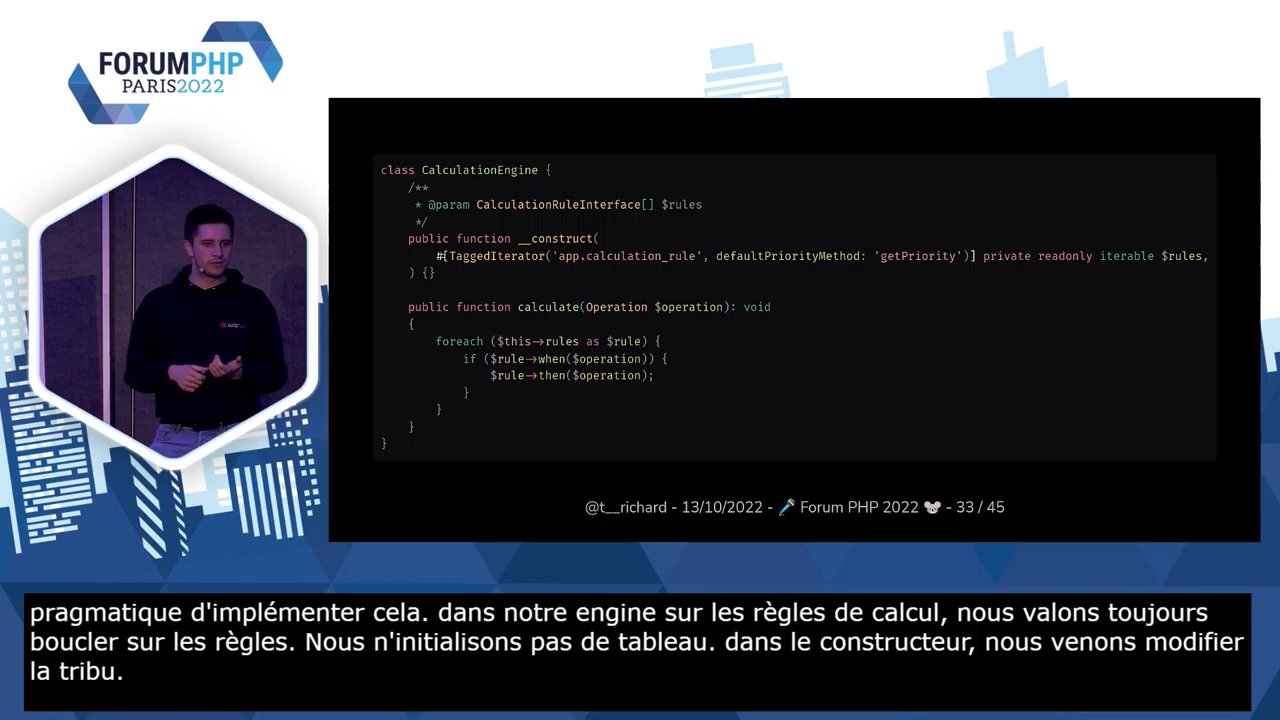 FORUMPHP
PARIS2022
class CalculationEngine {
/**
* @param CalculationRuleInterface[] $rules
*/
public function __construct(
#[TaggedIterator('app.calculation_rule', defaultPriorityMethod: 'getPriority')] private readonly iterable $rules,
) {}
public function calculate(Operation $operation): void
{
foreach ($this→rules as $rule) {
if ($rule→when($operation)) {
$rule→then($operation);
}
}
}
}
@t__richard - 13/10/2022 - 🎤 Forum PHP 2022 🐭 - 33 / 45
pragmatique d'implémenter cela. dans notre engine sur les règles de calcul, nous valons toujours
boucler sur les règles. Nous n'initialisons pas de tableau. dans le constructeur, nous venons modifier
la tribu.